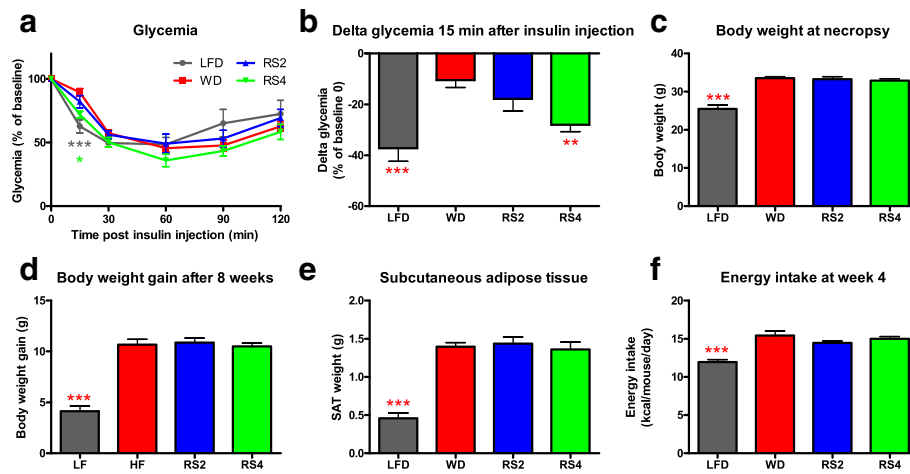 a
Glycemia
Glycemia (% of baseline)
100
50
0
LFD
RS2
WD
RS4
***
*
0
30
60
90
120
Time post insulin injection (min)
b
Delta glycemia 15 min after insulin injection
Delta glycemia
(% of baseline 0)
0
-20
-40
-60
***
**
LFD
WD
RS2
RS4
c
Body weight at necropsy
Body weight (g)
40
30
20
10
0
***
LFD
WD
RS2
RS4
d
Body weight gain after 8 weeks
Body weight gain (g)
15
10
5
0
***
LF
HF
RS2
RS4
e
Subcutaneous adipose tissue
SAT weight (g)
2.0
1.5
1.0
0.5
0.0
***
LFD
WD
RS2
RS4
f
Energy intake at week 4
Energy intake
(kcal/mouse/day)
20
15
10
5
0
***
LFD
WD
RS2
RS4